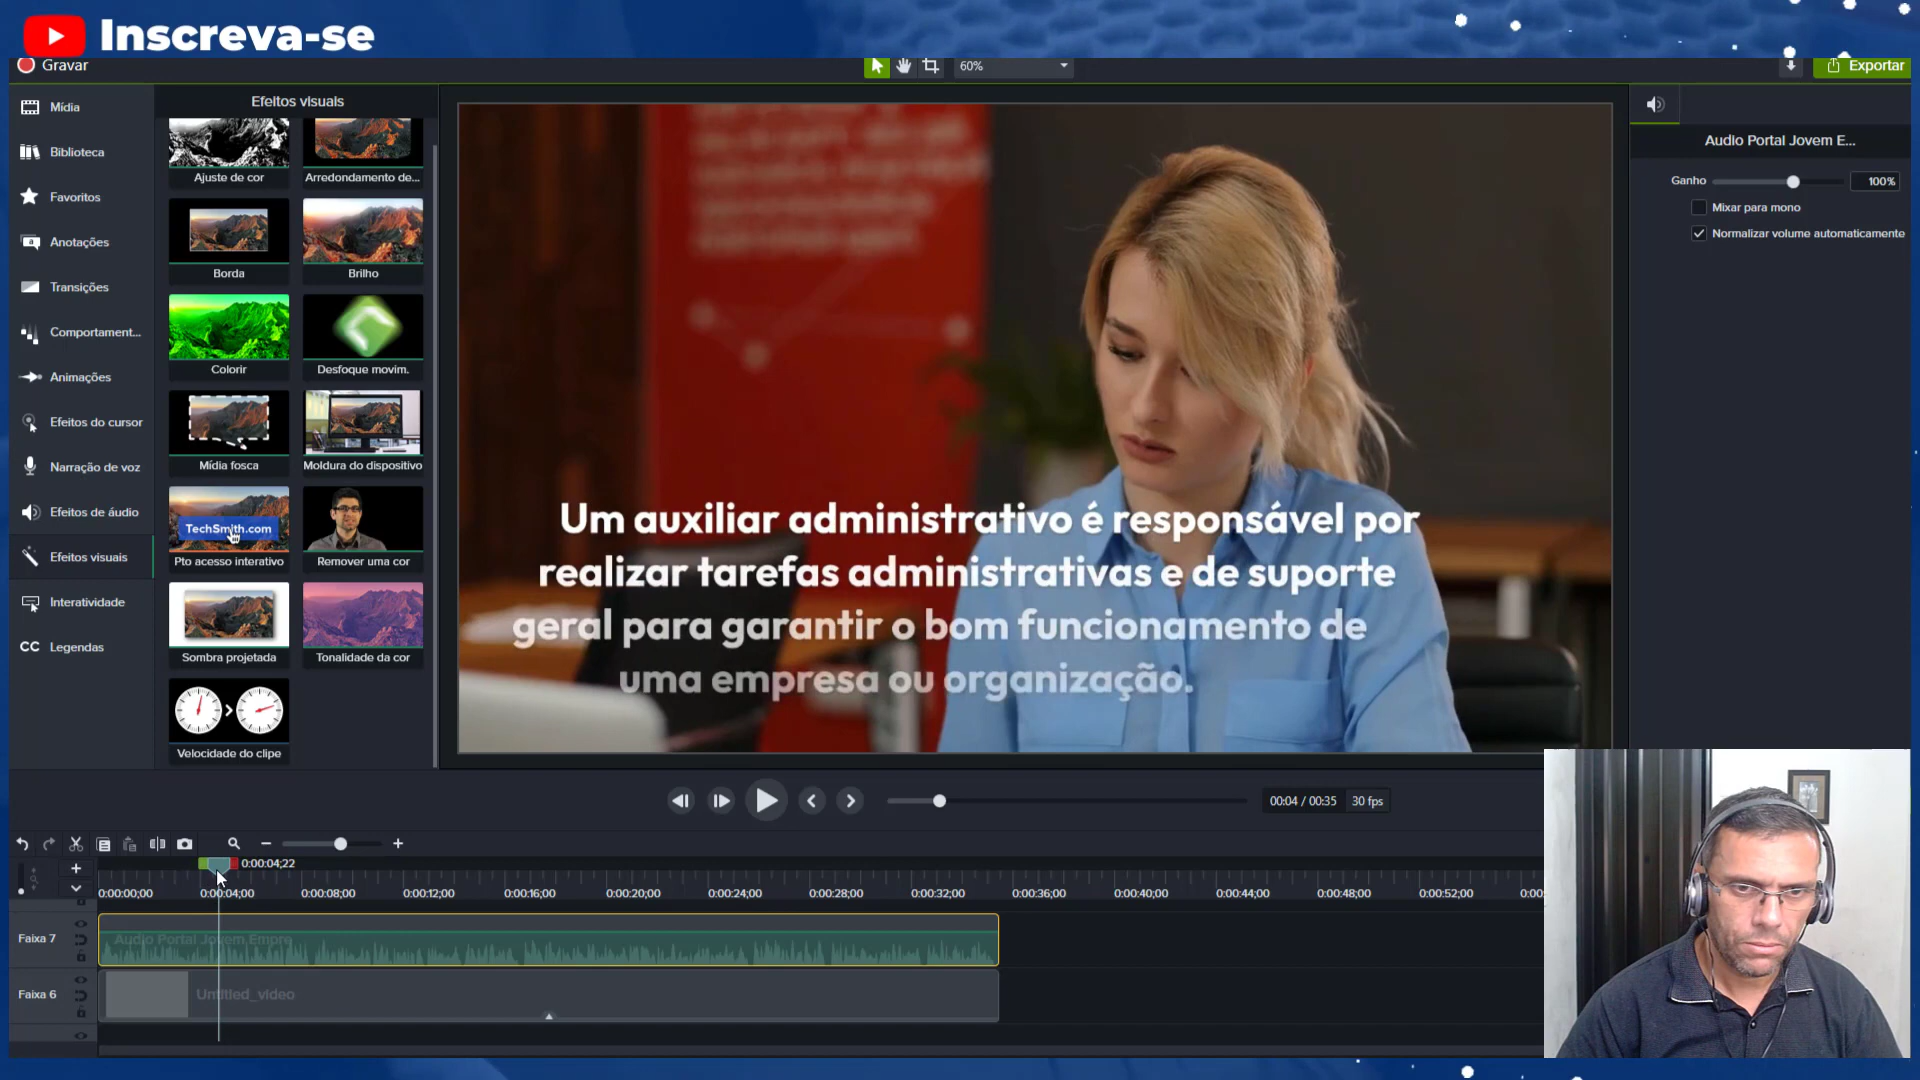 Inscreva-se
Gravar
60%
Exportar
Mídia
Biblioteca
Favoritos
Anotações
Transições
Comportament...
Animações
Efeitos do cursor
Narração de voz
Efeitos de áudio
Efeitos visuais
Interatividade
CC Legendas
Efeitos visuais
Ajuste de cor
Arredondamento de...
Borda
Brilho
Colorir
Desfoque movim.
Mídia fosca
Moldura do dispositivo
TechSmith.com
Pto acesso interativo
Remover uma cor
Sombra projetada
Tonalidade da cor
Velocidade do clipe
Um auxiliar administrativo é responsável por
realizar tarefas administrativas e de suporte
geral para garantir o bom funcionamento de
uma empresa ou organização.
Audio Portal Jovem E...
Ganho
100%
Mixar para mono
Normalizar volume automaticamente
00:04 / 00:35
30 fps
0:00:04;22
0:00:00;00
0:00:04;00
0:00:08;00
0:00:12;00
0:00:16;00
0:00:20;00
0:00:24;00
0:00:28;00
0:00:32;00
0:00:36;00
0:00:40;00
0:00:44;00
0:00:48;00
0:00:52;00
Faixa 7
Audio Portal Jovem Empre
Faixa 6
Untitled_video